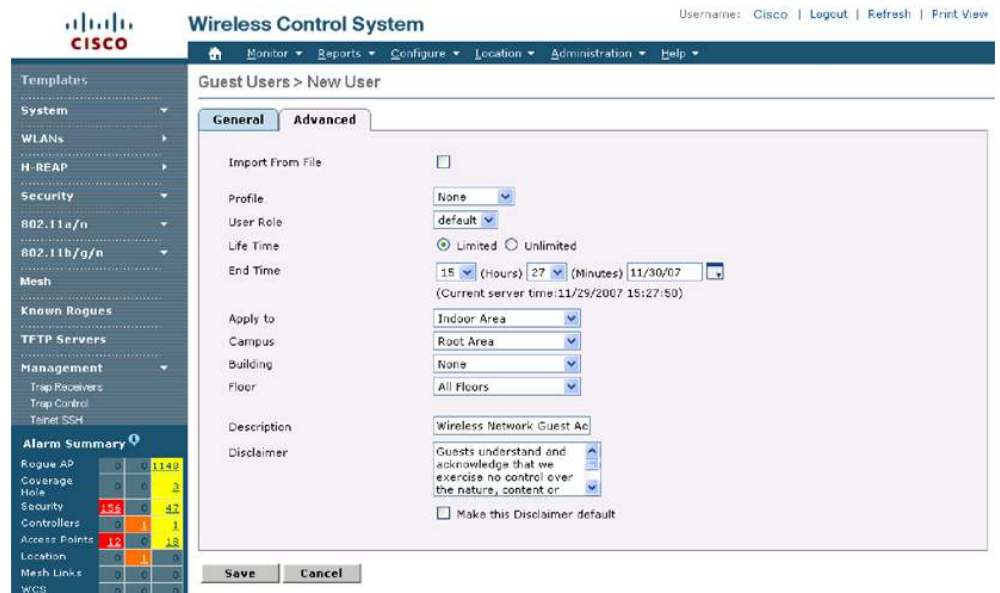 CISCO
Wireless Control System
Username: Cisco | Logout | Refresh | Print View
Monitor Reports Configure Location Administration Help
Templates
System
WLANs
H-REAP
Security
802.11a/n
802.11b/g/n
Mesh
Known Rogues
TFTP Servers
Management
Trap Receivers
Trap Control
Telnet SSH
Alarm Summary
Rogue AP 0 0 1148
Coverage Hole 0 0 3
Security 156 0 47
Controllers 0 1 1
Access Points 12 0 18
Location 0 1 0
Mesh Links 0 0 0
WCS 0 0 0
Guest Users > New User
General Advanced
Import From File
Profile None
User Role default
Life Time Limited Unlimited
End Time 15 (Hours) 27 (Minutes) 11/30/07
(Current server time:11/29/2007 15:27:50)
Apply to Indoor Area
Campus Root Area
Building None
Floor All Floors
Description Wireless Network Guest Ac
Disclaimer Guests understand and
acknowledge that we
exercise no control over
the nature, content or
Make this Disclaimer default
Save Cancel